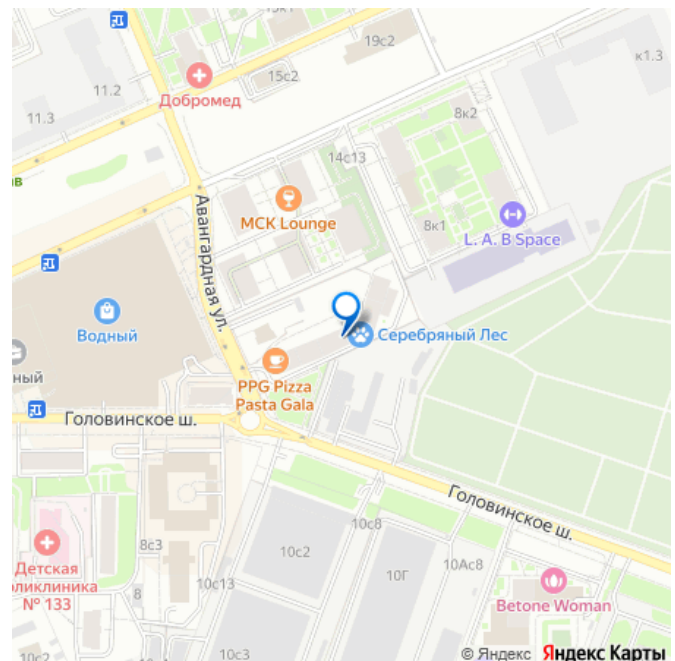 15к1
19с2
11.2
15с2
к1.3
Добромед
11.3
8к2
14с13
в
Авангардная ул.
МСК Lounge
8к1
L. A. B Space
Водный
Серебряный Лес
ный
PPG Pizza
Pasta Gala
Головинское ш.
Головинское ш.
10с8
8с3
10с2
Детская
оликлиника
№ 133
8
10с13
10Г
10Ас8
Betone Woman
10с2
10с3
© Яндекс Яндекс Карты